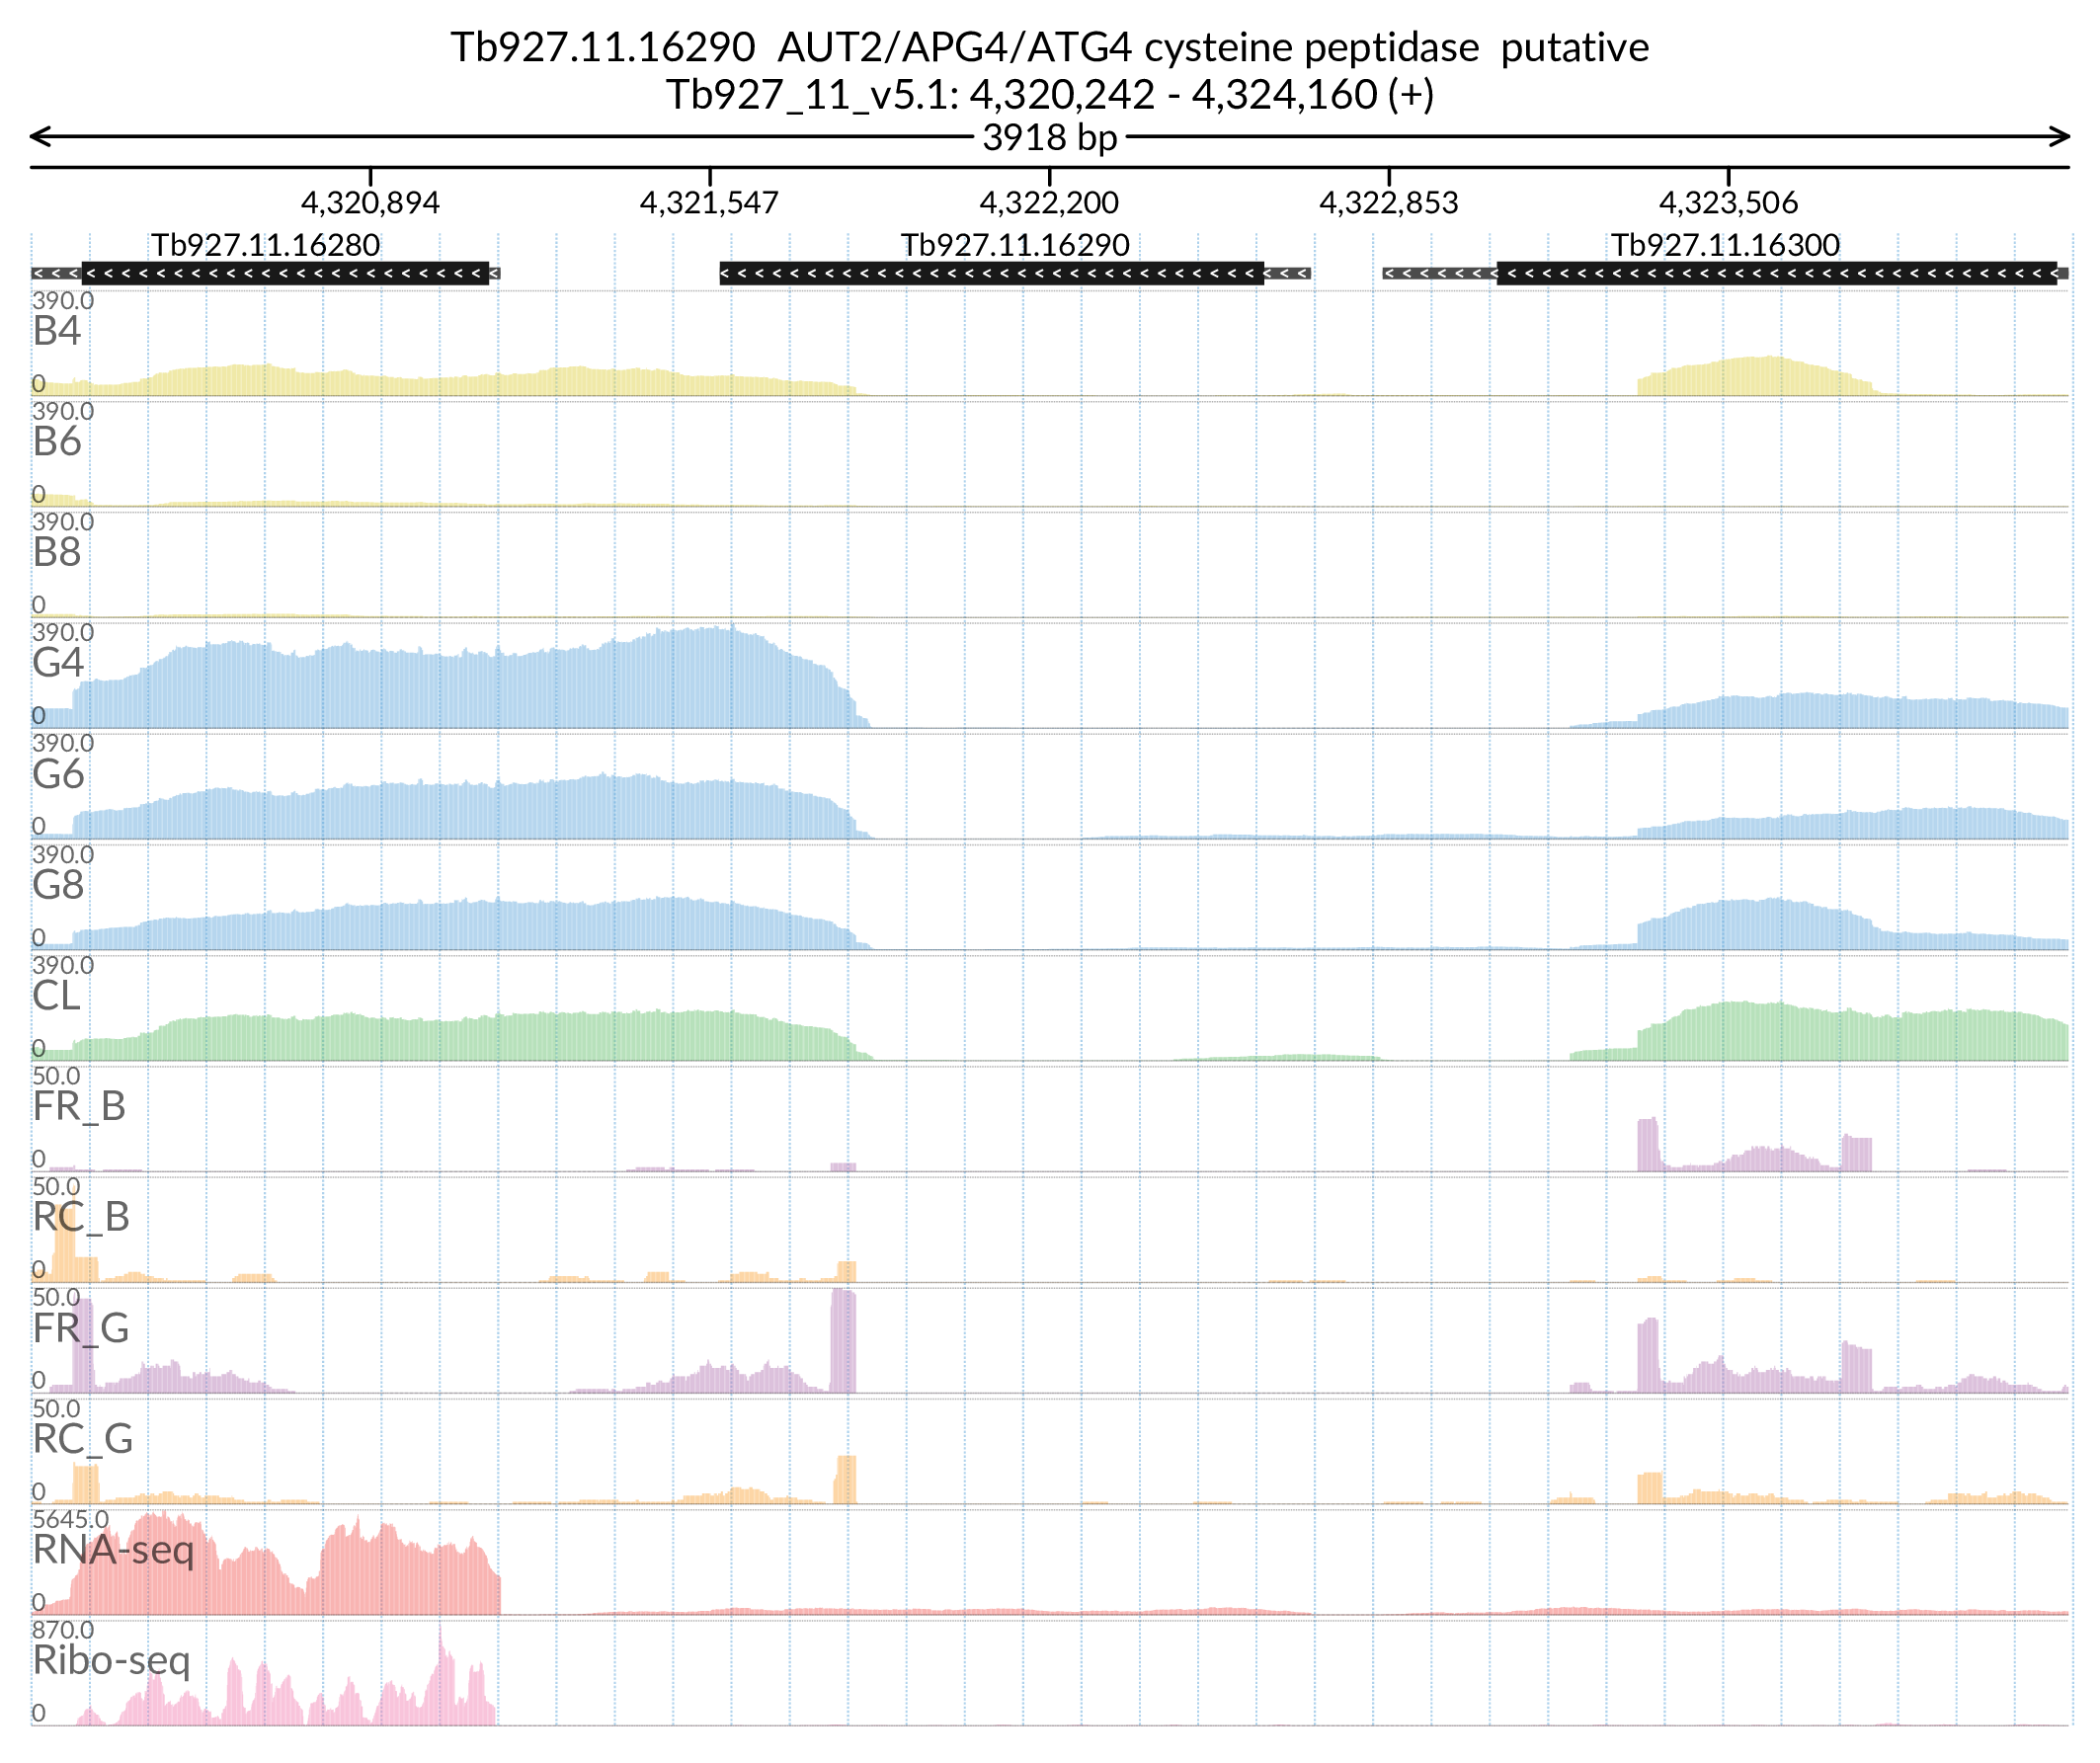 Tb927.11.16290  AUT2/APG4/ATG4 cysteine peptidase  putative
Tb927_11_v5.1: 4,320,242 - 4,324,160 (+)
3918 bp
4,320,894 4,321,547 4,322,200 4,322,853 4,323,506
Tb927.11.16280 Tb927.11.16290 Tb927.11.16300
390.0
B4
0
390.0
B6
0
390.0
B8
0
390.0
G4
0
390.0
G6
0
390.0
G8
0
390.0
CL
0
50.0
FR_B
0
50.0
RC_B
0
50.0
FR_G
0
50.0
RC_G
0
5645.0
RNA-seq
0
870.0
Ribo-seq
0